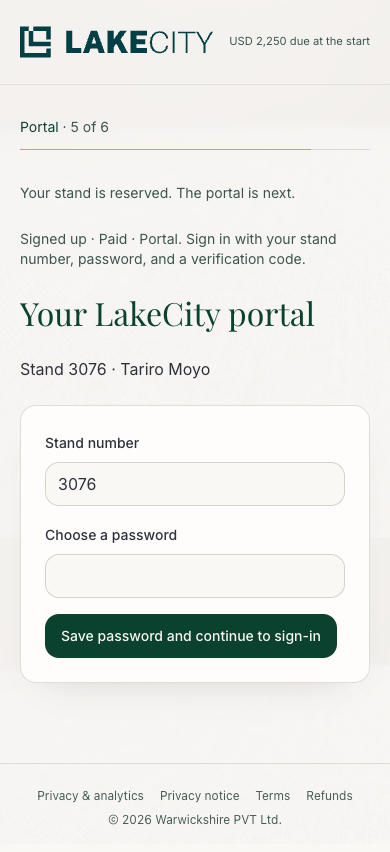 LAKECITY
USD 2,250 due at the start
Portal · 5 of 6
Your stand is reserved. The portal is next.
Signed up · Paid · Portal. Sign in with your stand
number, password, and a verification code.
Your LakeCity portal
Stand 3076 · Tariro Moyo
Stand number
3076
Choose a password
Save password and continue to sign-in
Privacy & analytics Privacy notice Terms Refunds
© 2026 Warwickshire PVT Ltd.